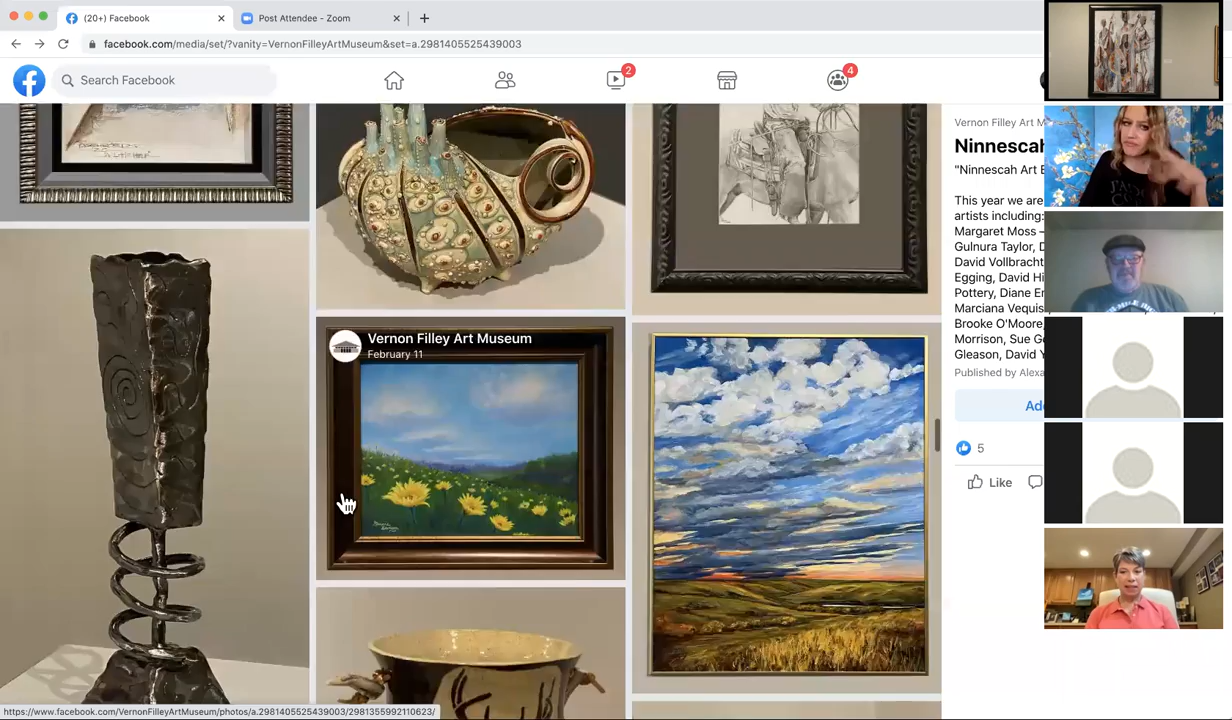 (20+) Facebook
Post Attendee - Zoom
facebook.com/media/set/?vanity=VernonFilleyArtMuseum&set=a.2981405525439003
Search Facebook
2
4
Vernon Filley Art M
Ninnescah
"Ninnescah Art E
This year we are
artists including:
Margaret Moss –
Gulnura Taylor, D
David Vollbracht
Egging, David Hi
Pottery, Diane En
Marciana Vequis
Brooke O'Moore,
Morrison, Sue Go
Gleason, David Y
Published by Alexa
Add
5
Like
Vernon Filley Art Museum
February 11
https://www.facebook.com/VernonFilleyArtMuseum/photos/a.2981405525439003/2981355992110623/